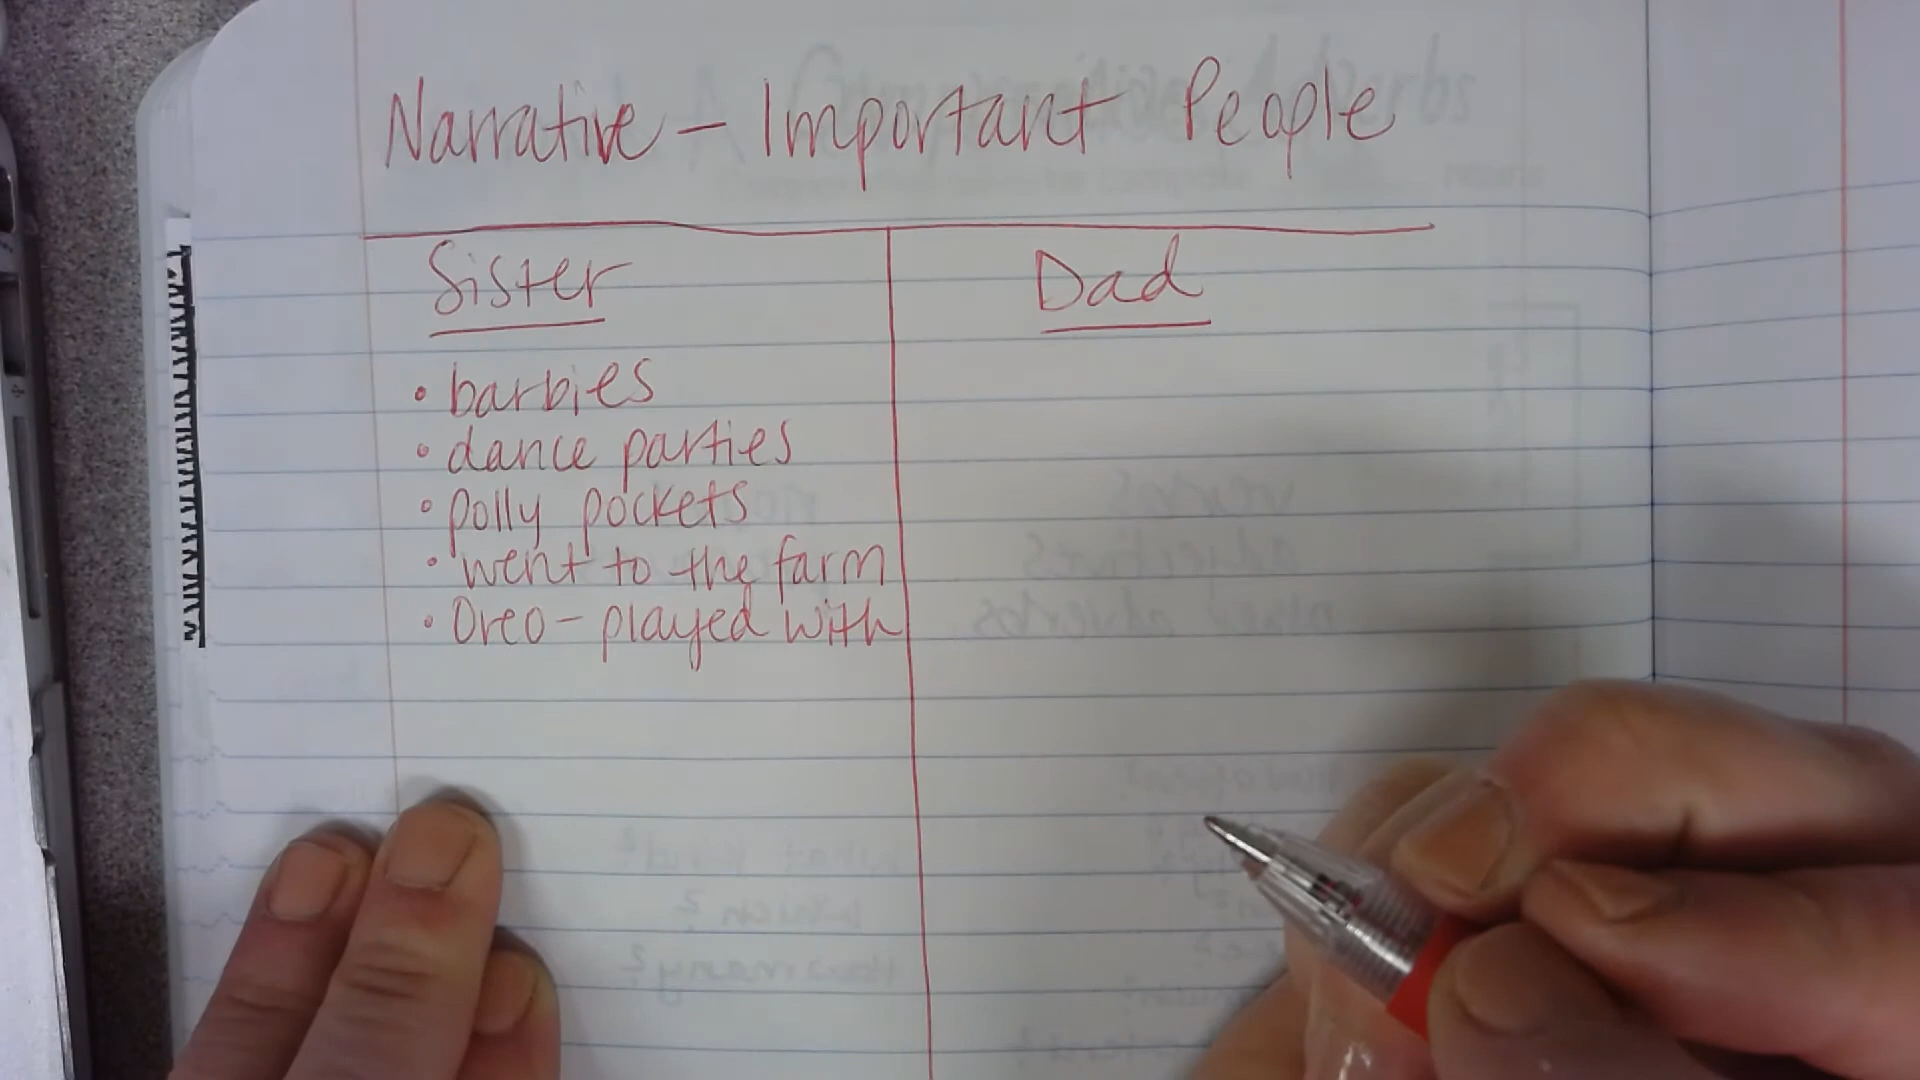 Narrative - Important People
Sister Dad
• barbies
• dance parties
• polly pockets
• went to the farm
• Oreo - played with